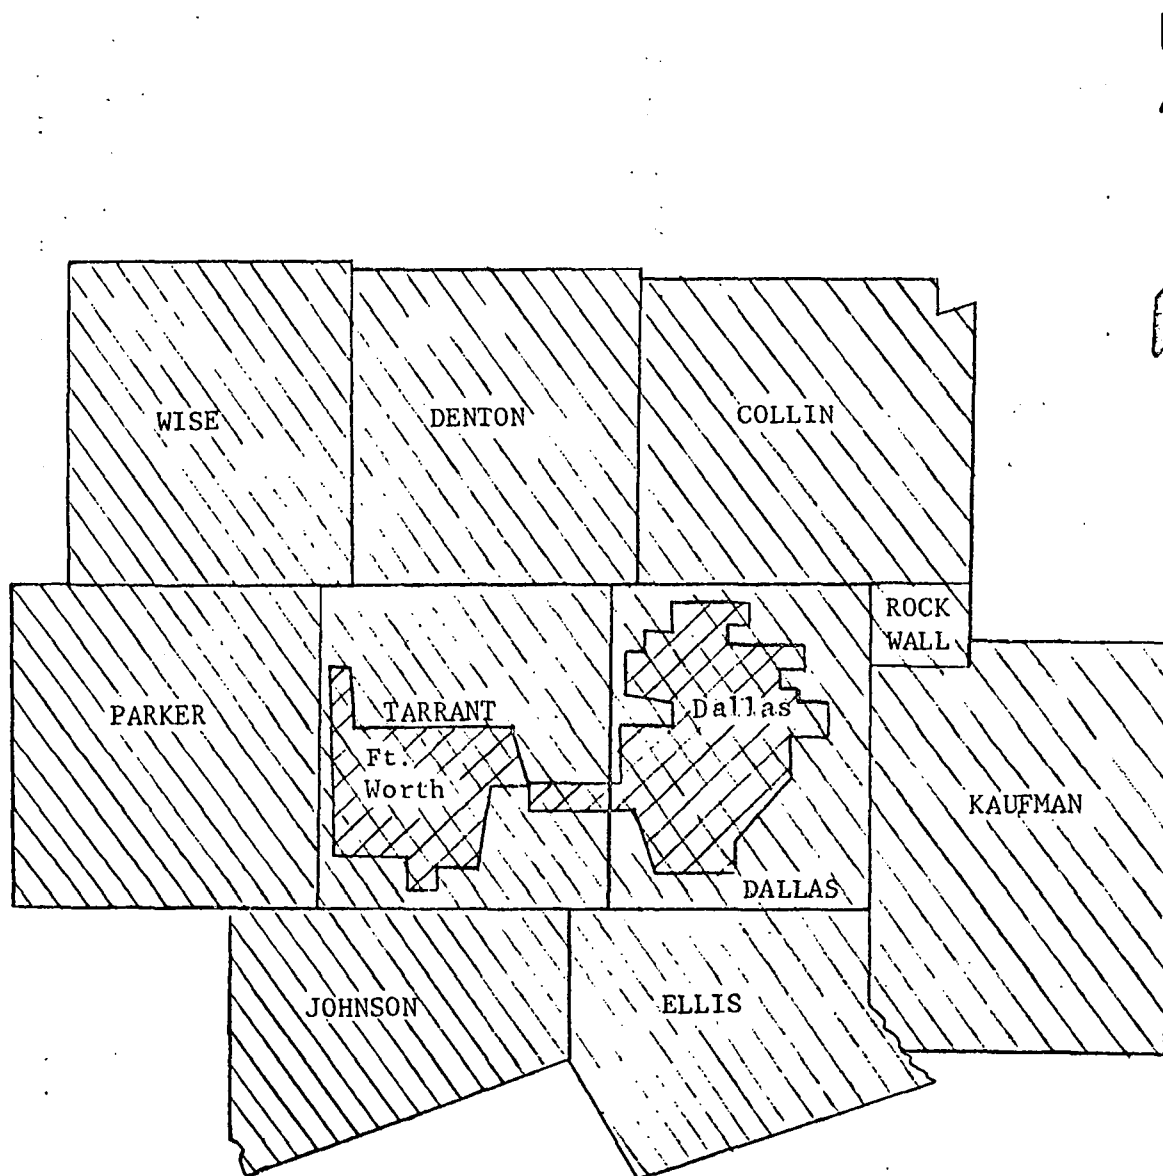 WISE
DENTON
COLLIN
ROCK
WALL
PARKER
TARRANT
Ft.
Worth
Dallas
KAUFMAN
DALLAS
JOHNSON
ELLIS